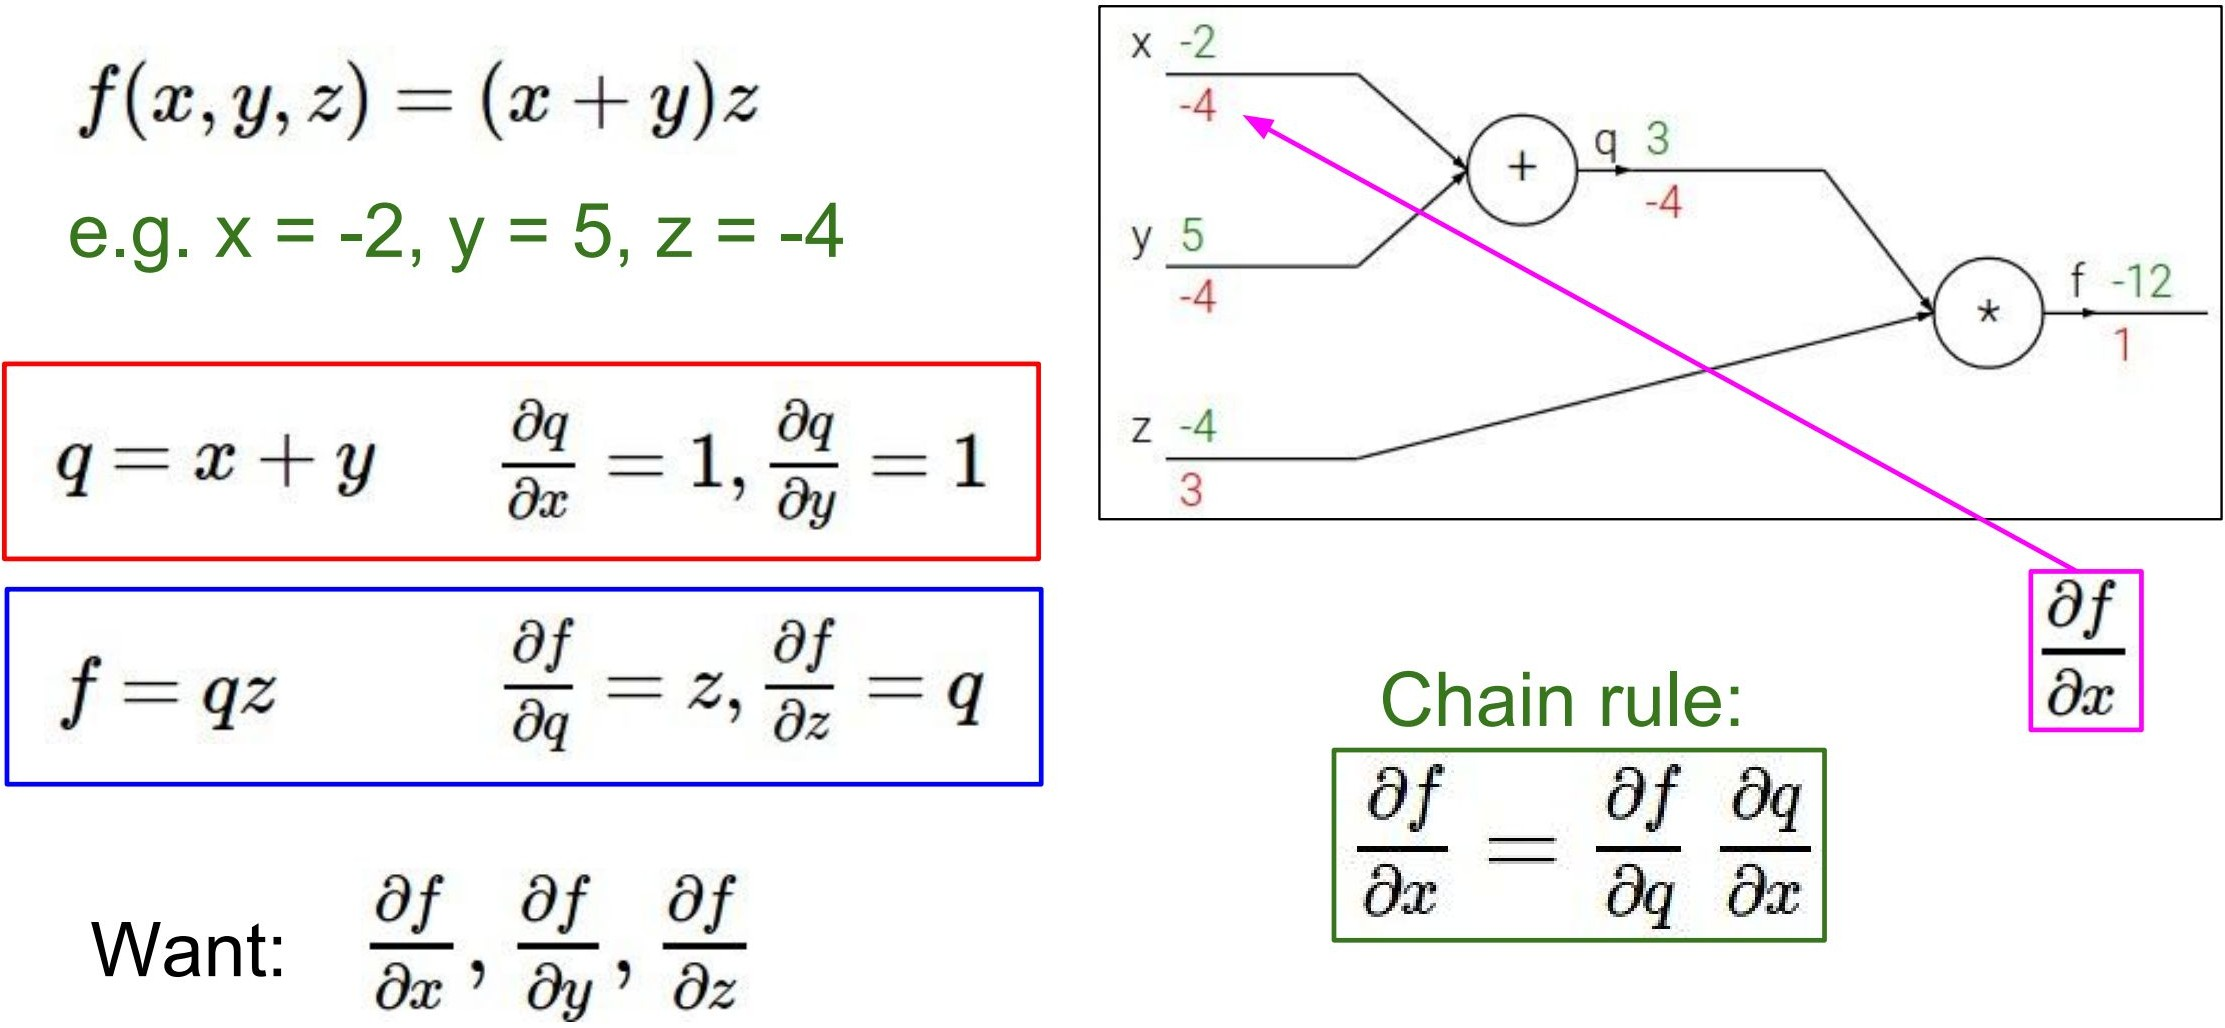 f(x, y, z) = (x + y)z
e.g. x = -2, y = 5, z = -4
q = x + y    ∂q/∂x = 1, ∂q/∂y = 1
f = qz    ∂f/∂q = z, ∂f/∂z = q
Want: ∂f/∂x, ∂f/∂y, ∂f/∂z
x -2
-4
+
q 3
-4
y 5
-4
*
f -12
1
z -4
3
∂f/∂x
Chain rule:
∂f/∂x = ∂f/∂q ∂q/∂x